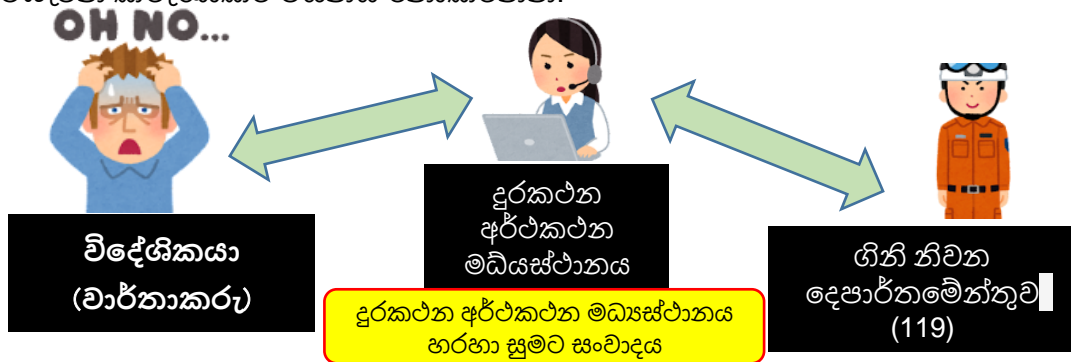 OH NO...
විදේශිකයා
(වාර්තාකරු)
දුරකථන
අර්ථකථන
මධ්යස්ථානය
ගිනි නිවන
දෙපාර්තමේන්තුව
(119)
දුරකථන අර්ථකථන මධ්‍යස්ථානය
හරහා සුමට සංවාදය